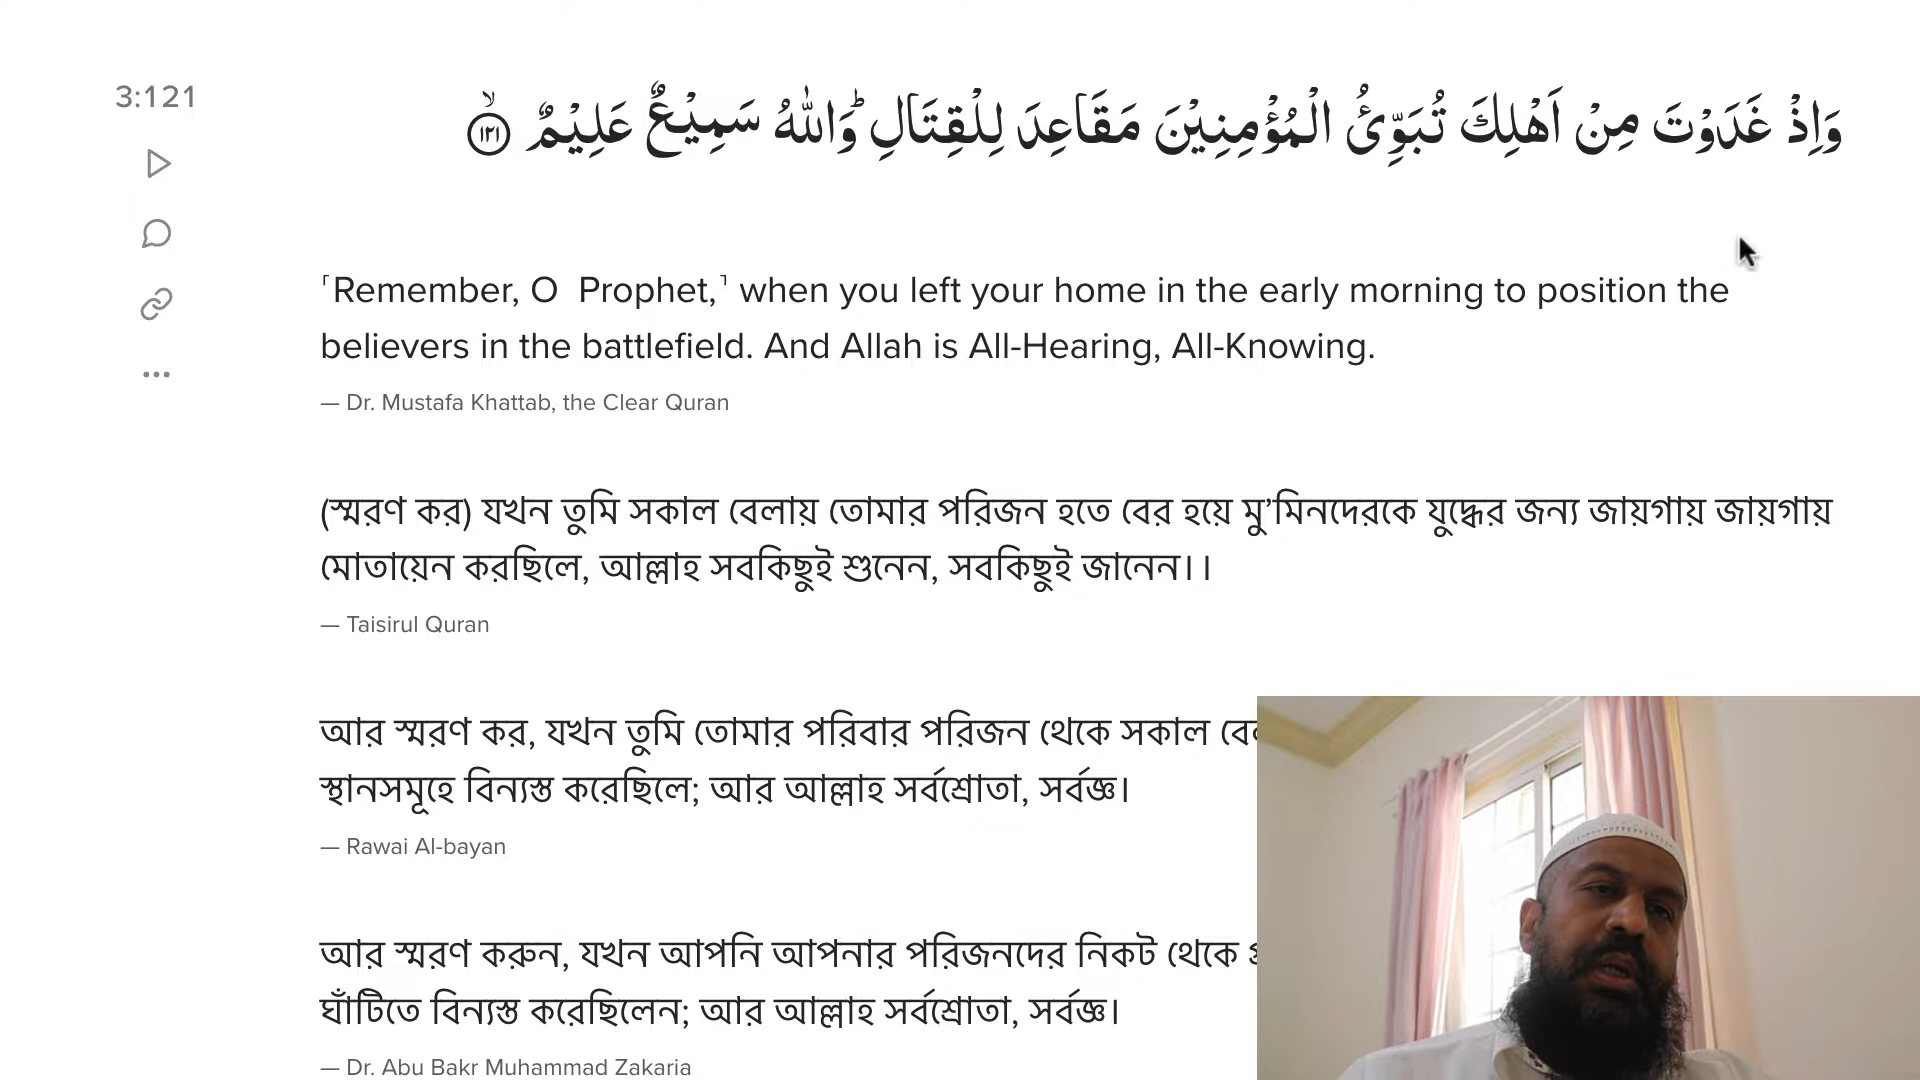 3:121
وَاِذْ غَدَوْتَ مِنْ اَهْلِكَ تُبَوِّئُ الْمُؤْمِنِيْنَ مَقَاعِدَ لِلْقِتَالِ ؕ وَاللّٰهُ سَمِيْعٌ عَلِيْمٌ ۙ ١٢١
⸢Remember, O Prophet,⸣ when you left your home in the early morning to position the
believers in the battlefield. And Allah is All-Hearing, All-Knowing.
— Dr. Mustafa Khattab, the Clear Quran
(স্মরণ কর) যখন তুমি সকাল বেলায় তোমার পরিজন হতে বের হয়ে মু’মিনদেরকে যুদ্ধের জন্য জায়গায় জায়গায়
মোতায়েন করছিলে, আল্লাহ সবকিছুই শুনেন, সবকিছুই জানেন।।
— Taisirul Quran
আর স্মরণ কর, যখন তুমি তোমার পরিবার পরিজন থেকে সকাল
স্থানসমূহে বিন্যস্ত করেছিলে; আর আল্লাহ সর্বশ্রোতা, সর্বজ্ঞ।
— Rawai Al-bayan
আর স্মরণ করুন, যখন আপনি আপনার পরিজনদের নিকট থেকে
ঘাঁটিতে বিন্যস্ত করেছিলেন; আর আল্লাহ সর্বশ্রোতা, সর্বজ্ঞ।
— Dr. Abu Bakr Muhammad Zakaria